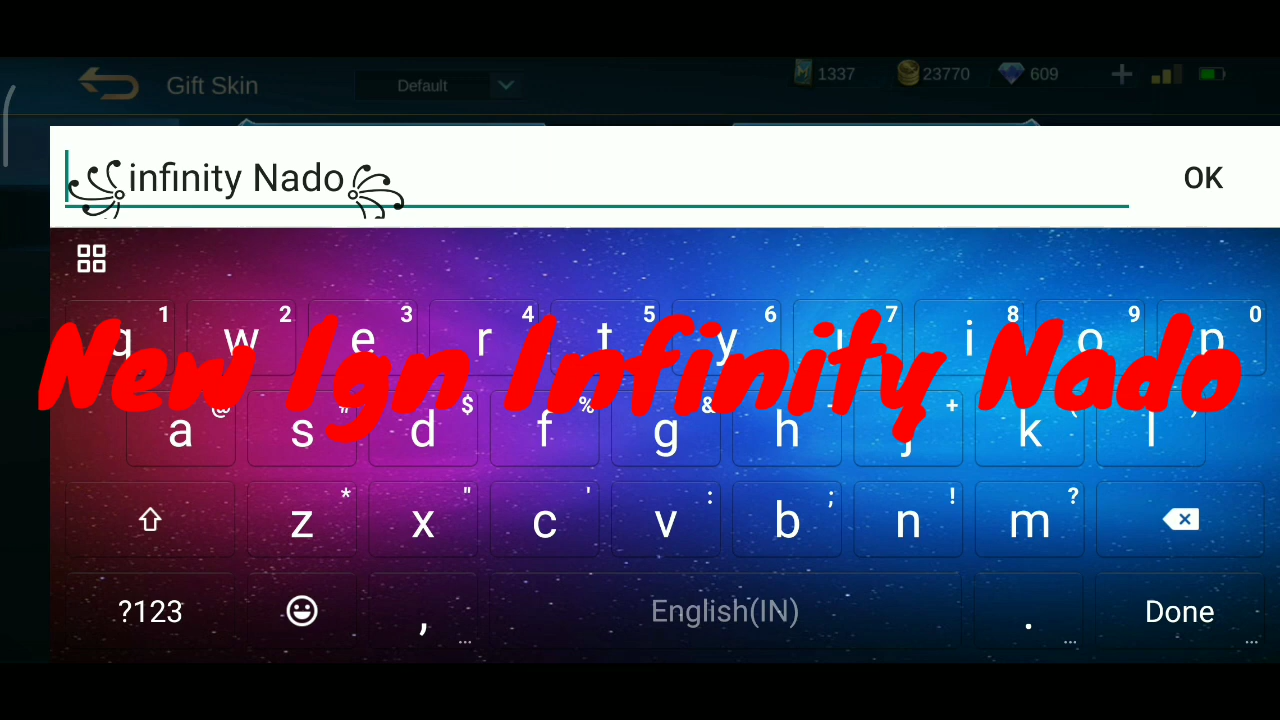 Gift Skin Default 1337 23770 609 +
꧁infinity Nado꧂ OK
1 2 3 4 5 6 7 8 9 0
q w e r t y u i o p
New Ign Infinity Nado
@ # $ % & - + ( )
a s d f g h j k l
* " ' : ; ! ?
z x c v b n m
?123 , English(IN) . Done
... ... ...